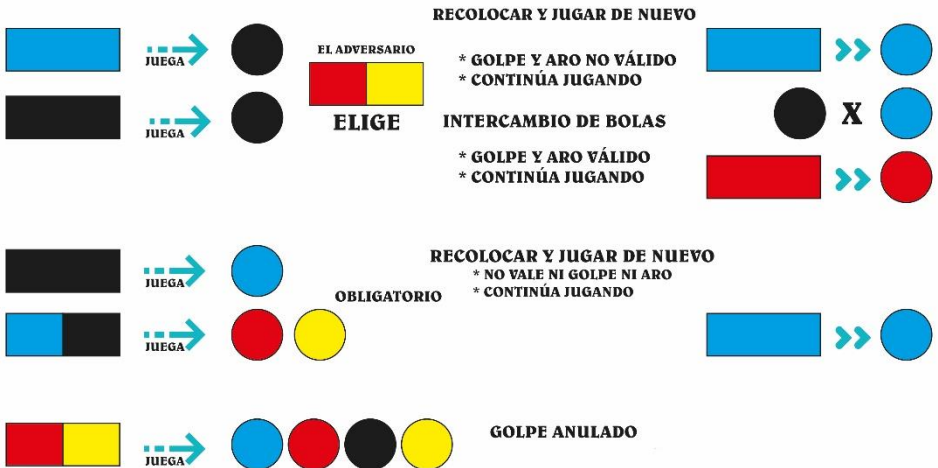 RECOLOCAR Y JUGAR DE NUEVO
JUEGA
EL ADVERSARIO
* GOLPE Y ARO NO VÁLIDO
* CONTINÚA JUGANDO
JUEGA
ELIGE
INTERCAMBIO DE BOLAS
X
* GOLPE Y ARO VÁLIDO
* CONTINÚA JUGANDO
JUEGA
RECOLOCAR Y JUGAR DE NUEVO
* NO VALE NI GOLPE NI ARO
* CONTINÚA JUGANDO
OBLIGATORIO
JUEGA
GOLPE ANULADO
JUEGA